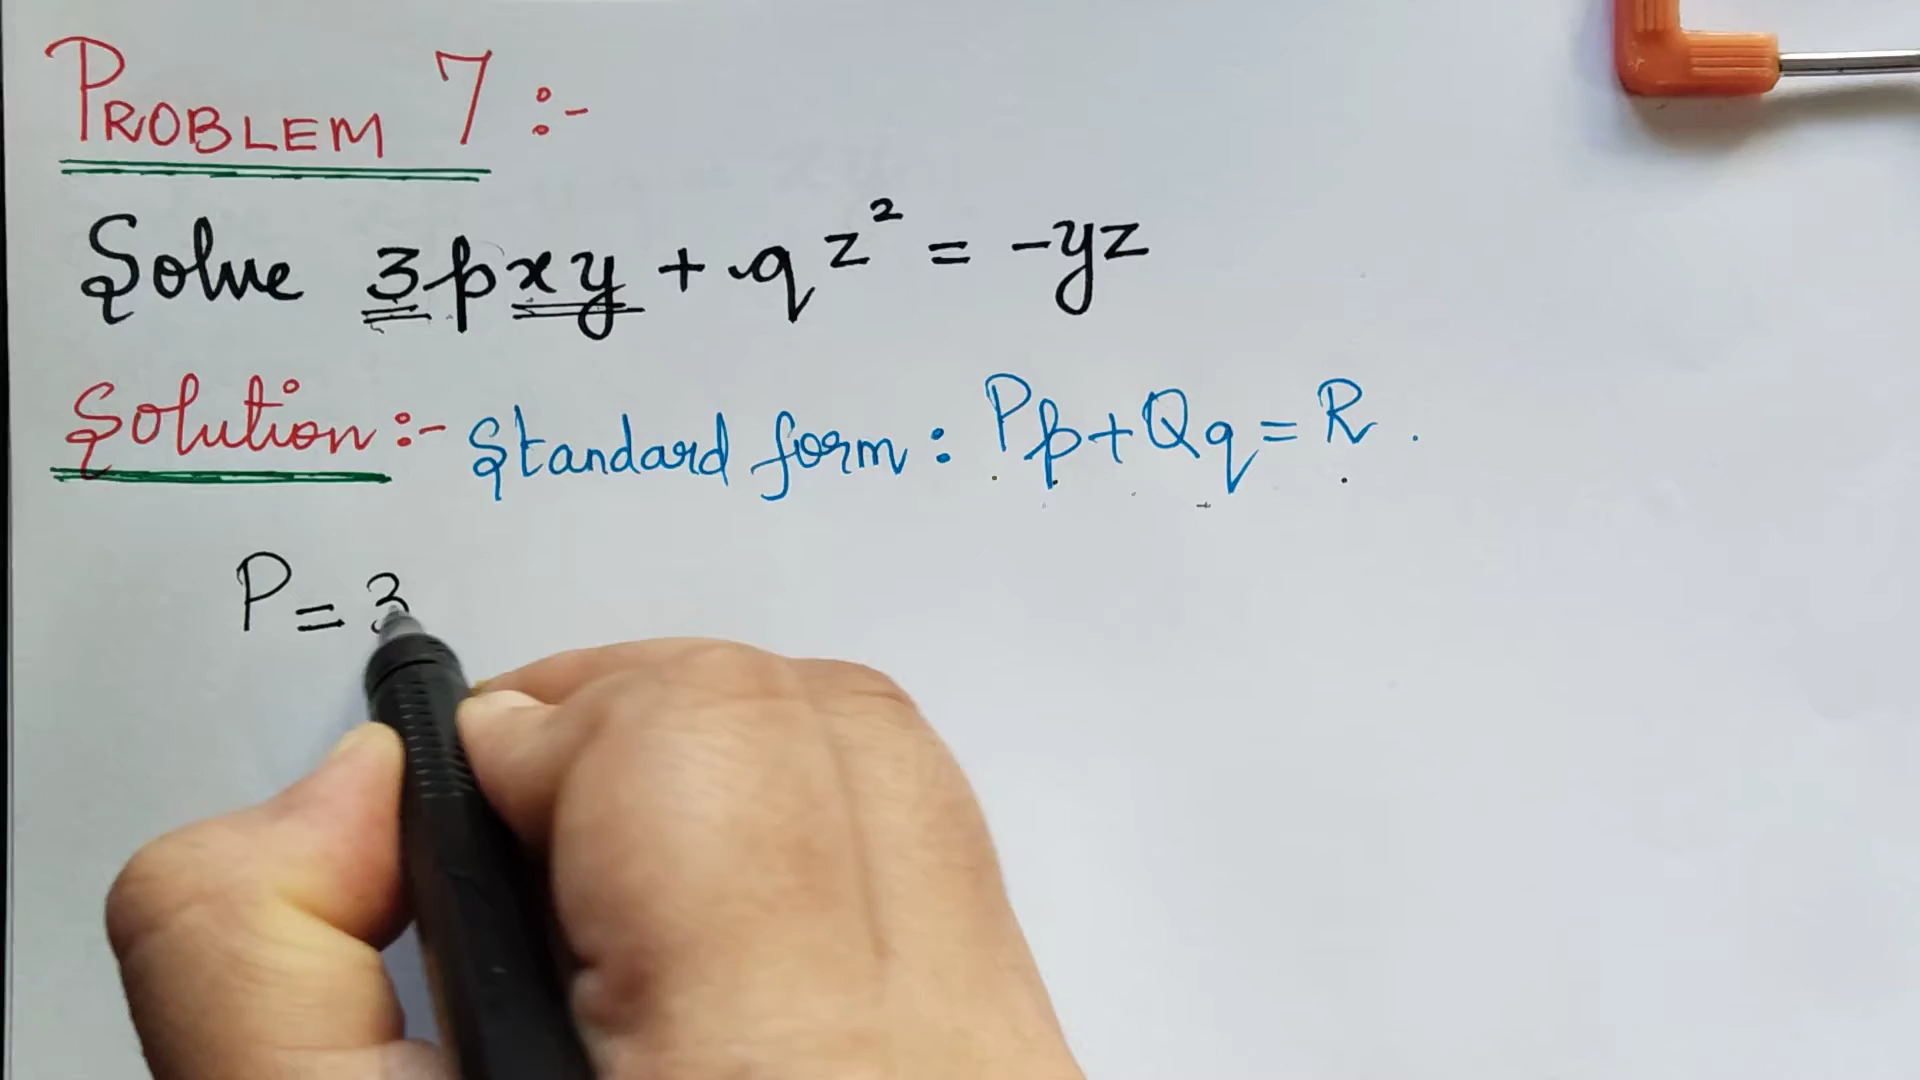 PROBLEM 7 :-
Solve 3pxy + qz² = -yz
Solution :- Standard form : Pp + Qq = R .
P = 3